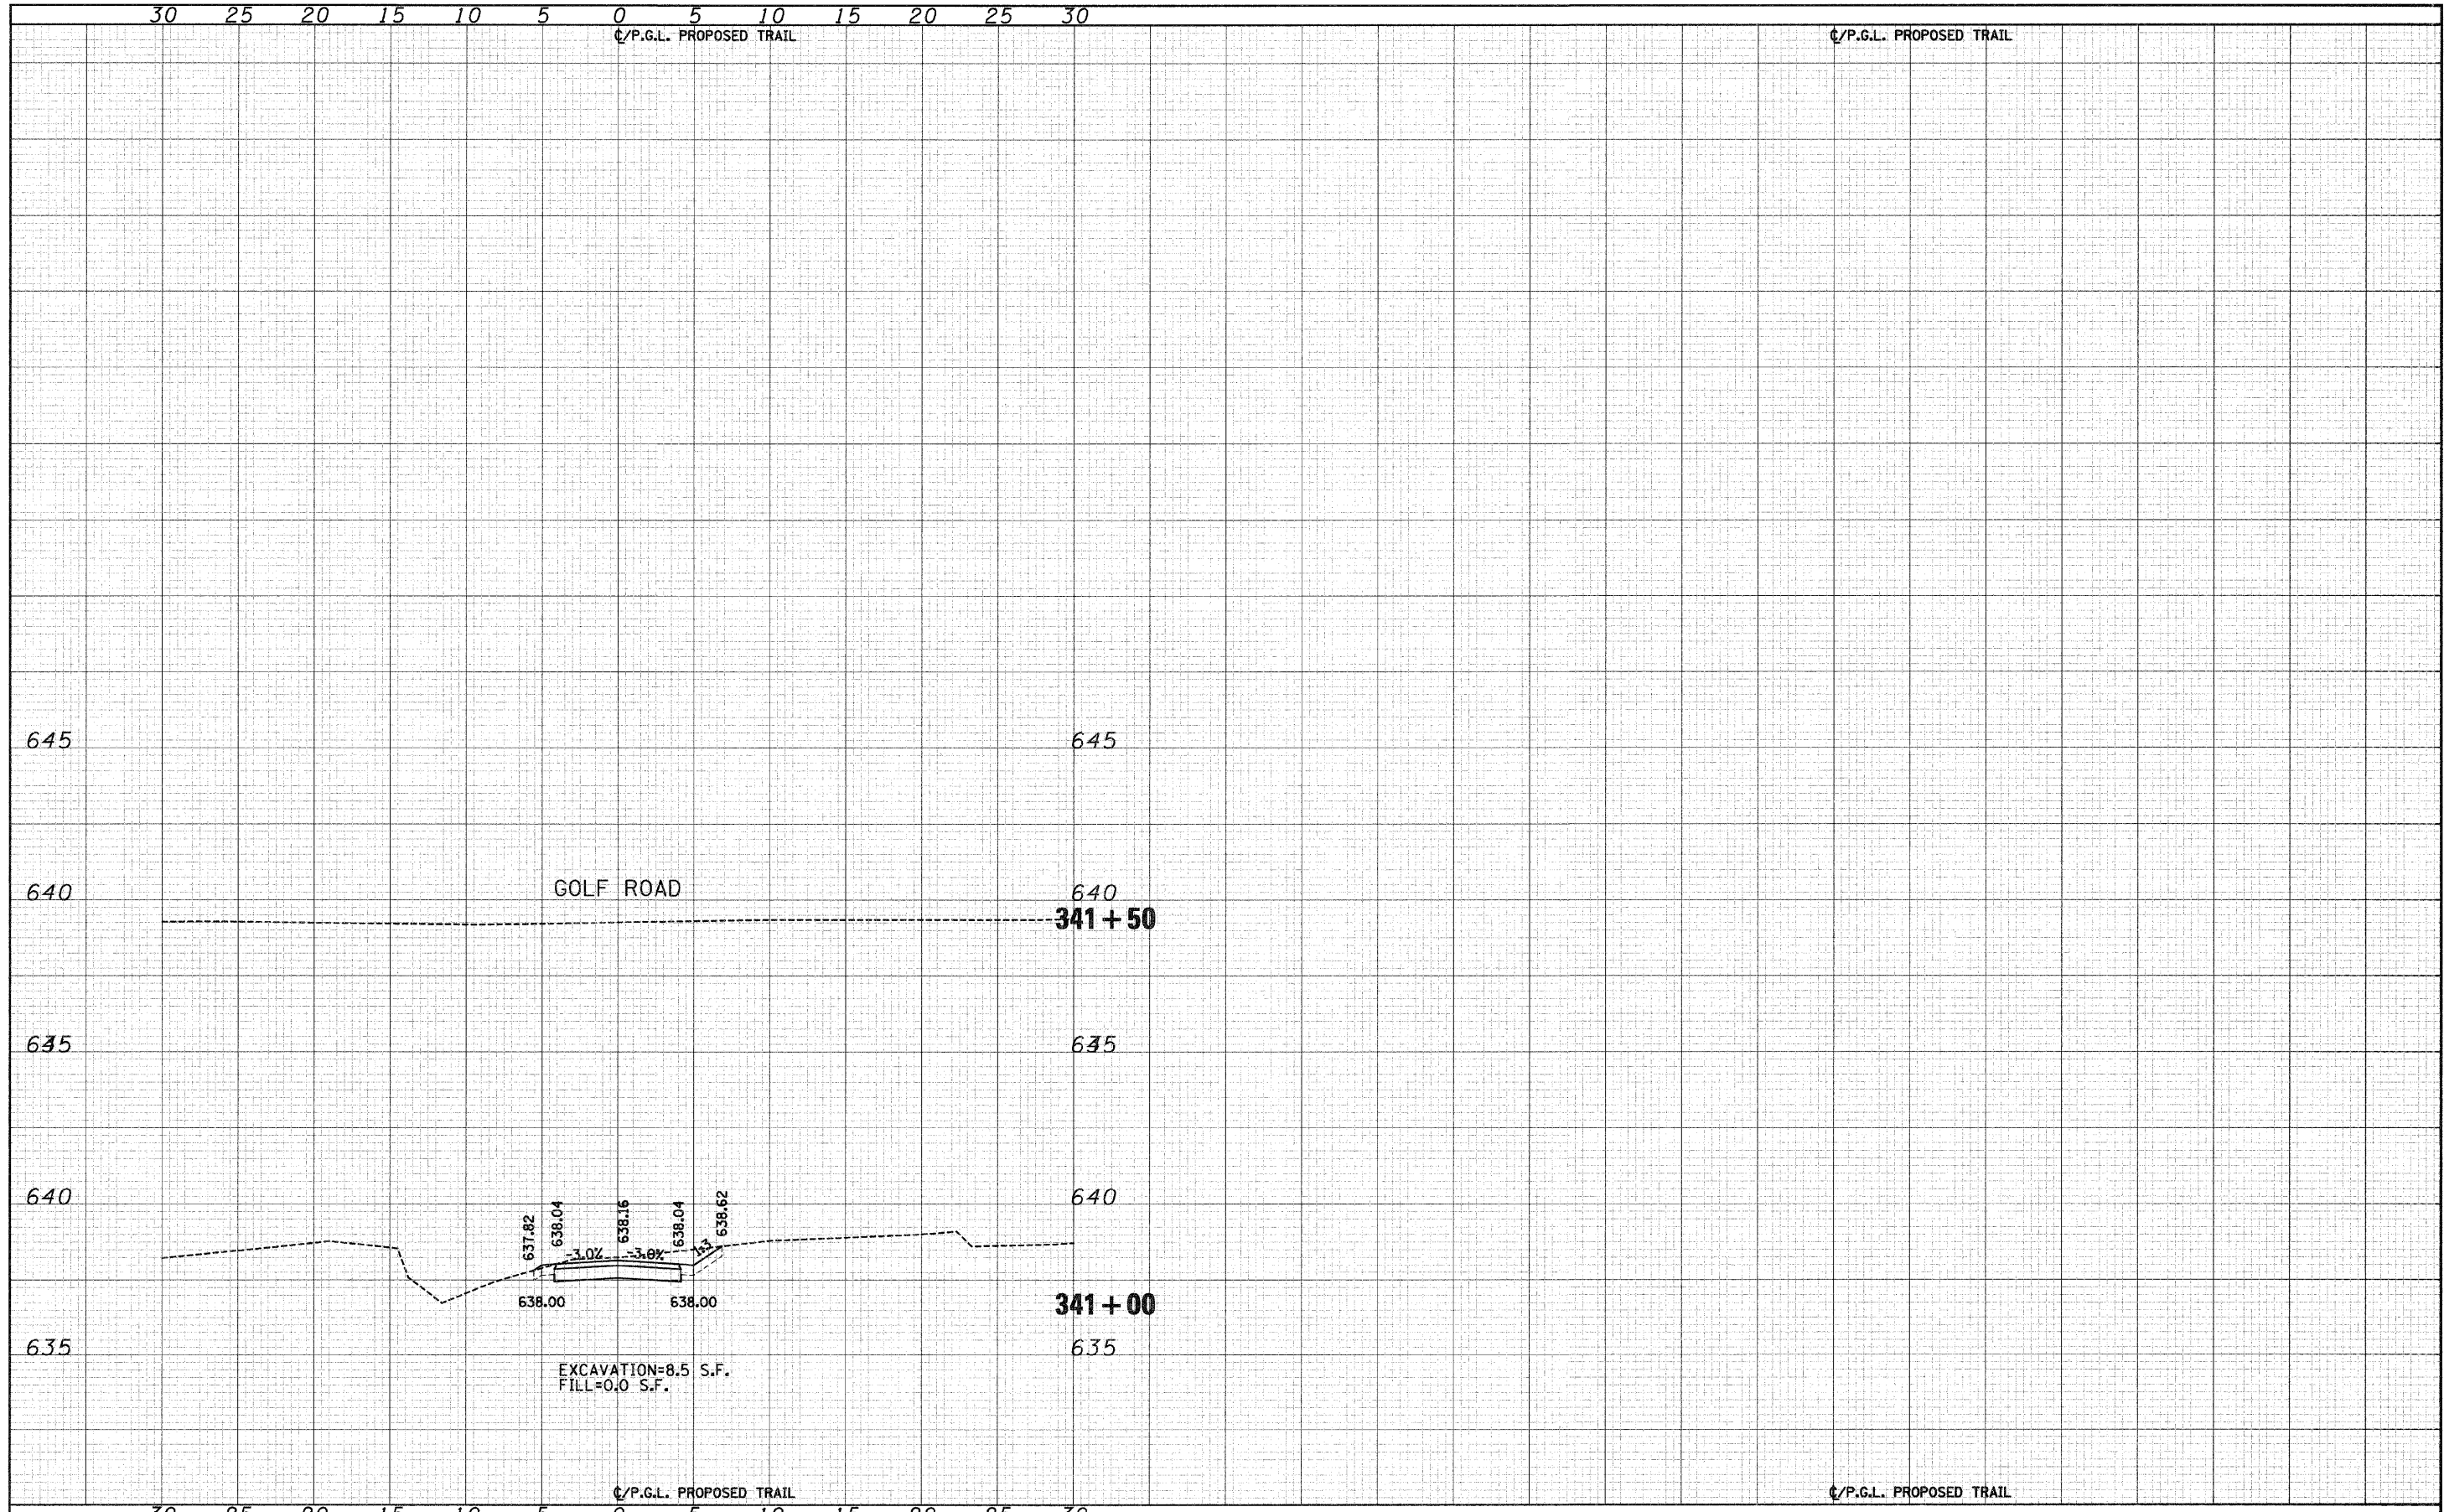 30 25 20 15 10 5 0 5 10 15 20 25 30
℄/P.G.L. PROPOSED TRAIL ℄/P.G.L. PROPOSED TRAIL
645 645
GOLF ROAD
640 640
341+50
640 640
637.82 638.04 638.16 638.04 638.62
-3.0% -3.0% 1:3
638.00 638.00
341+00
635 635
EXCAVATION=8.5 S.F.
FILL=0.0 S.F.
℄/P.G.L. PROPOSED TRAIL ℄/P.G.L. PROPOSED TRAIL